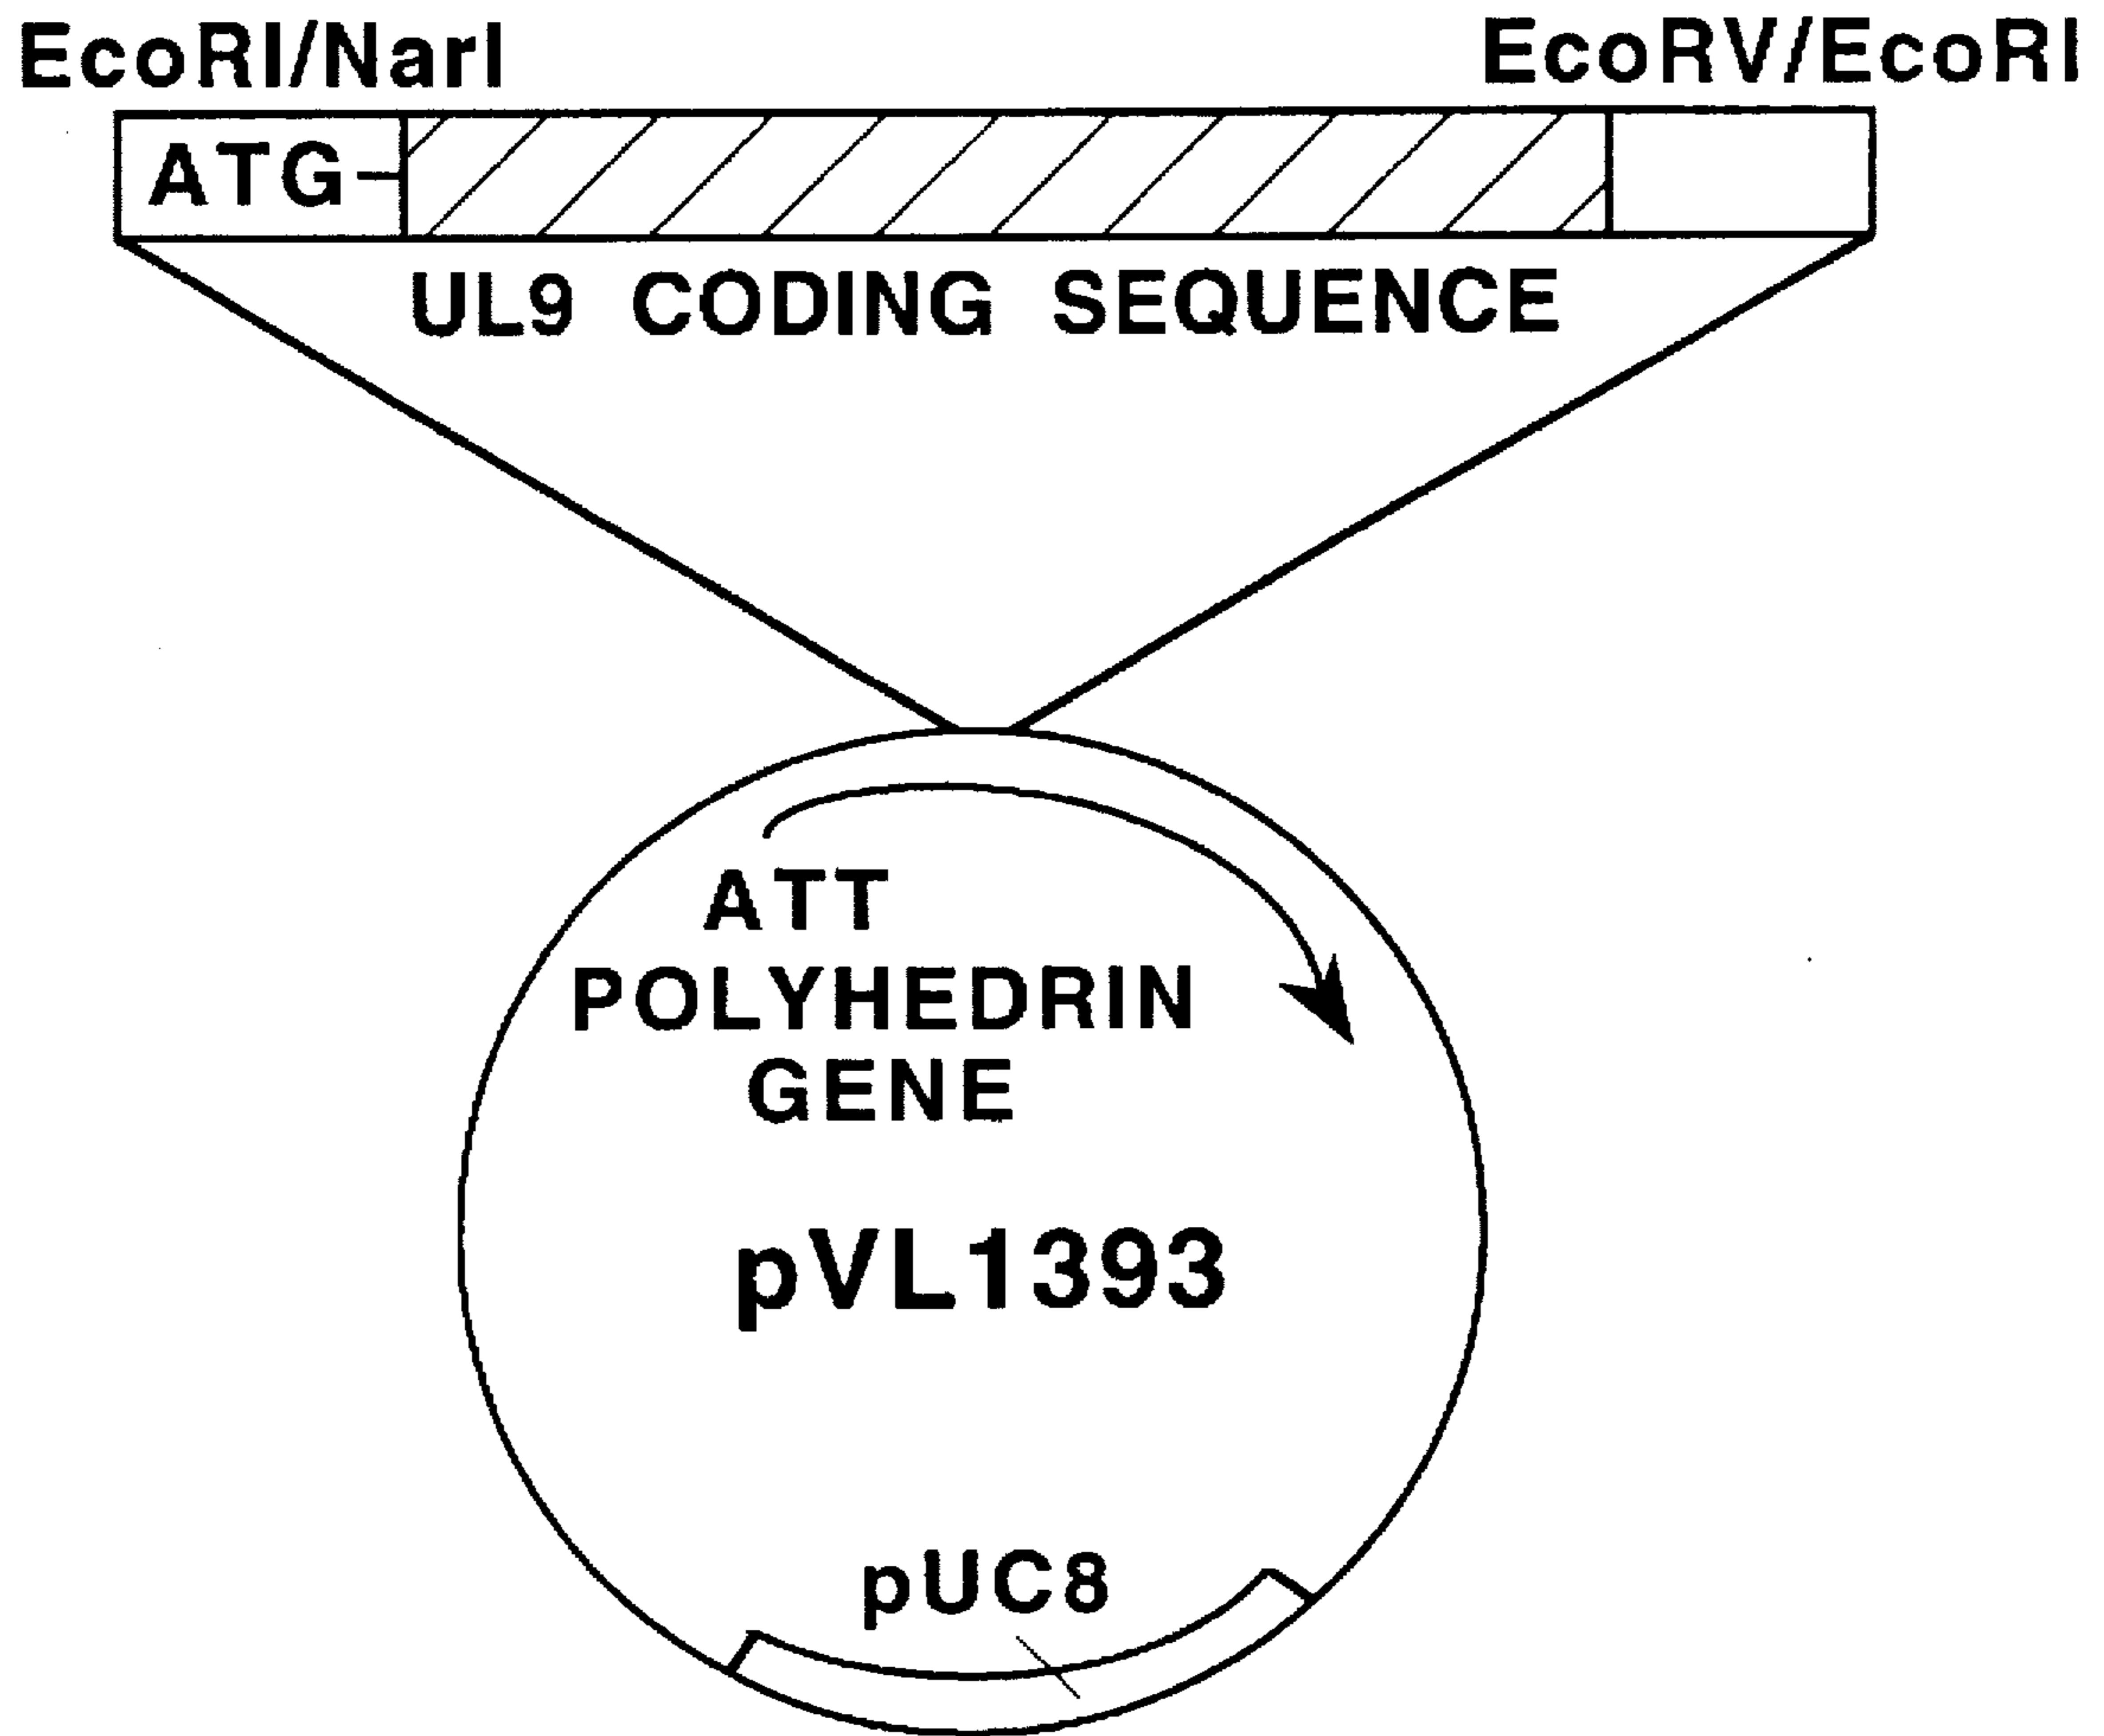 EcoRI/NarI EcoRV/EcoRI
ATG
UL9 CODING SEQUENCE
ATT
POLYHEDRIN
GENE
pVL1393
pUC8